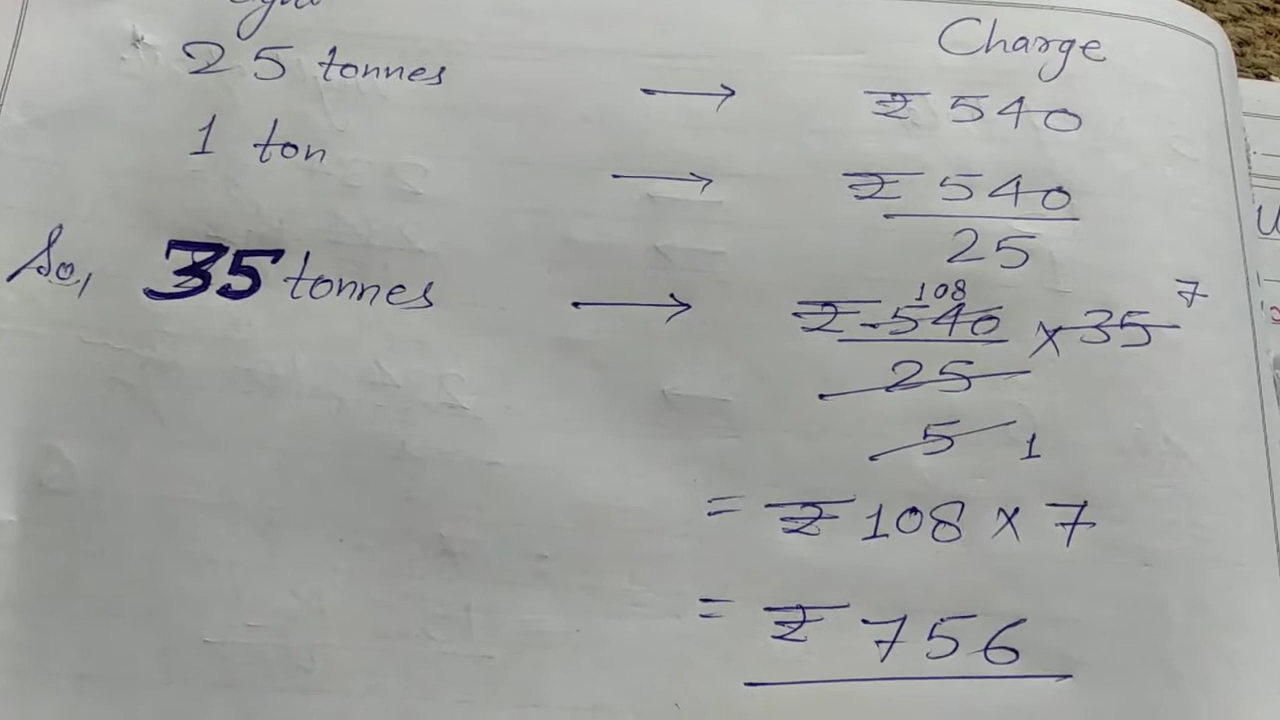 Charge
25 tonnes → ₹ 540
1 ton → ₹ 540
25
So, 35 tonnes → ₹ 540 × 35
108 7
25
5 1
= ₹ 108 × 7
= ₹ 756